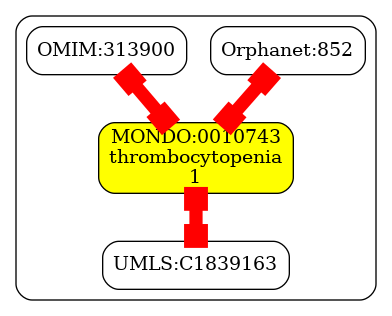 OMIM:313900
Orphanet:852
MONDO:0010743
thrombocytopenia
1
UMLS:C1839163